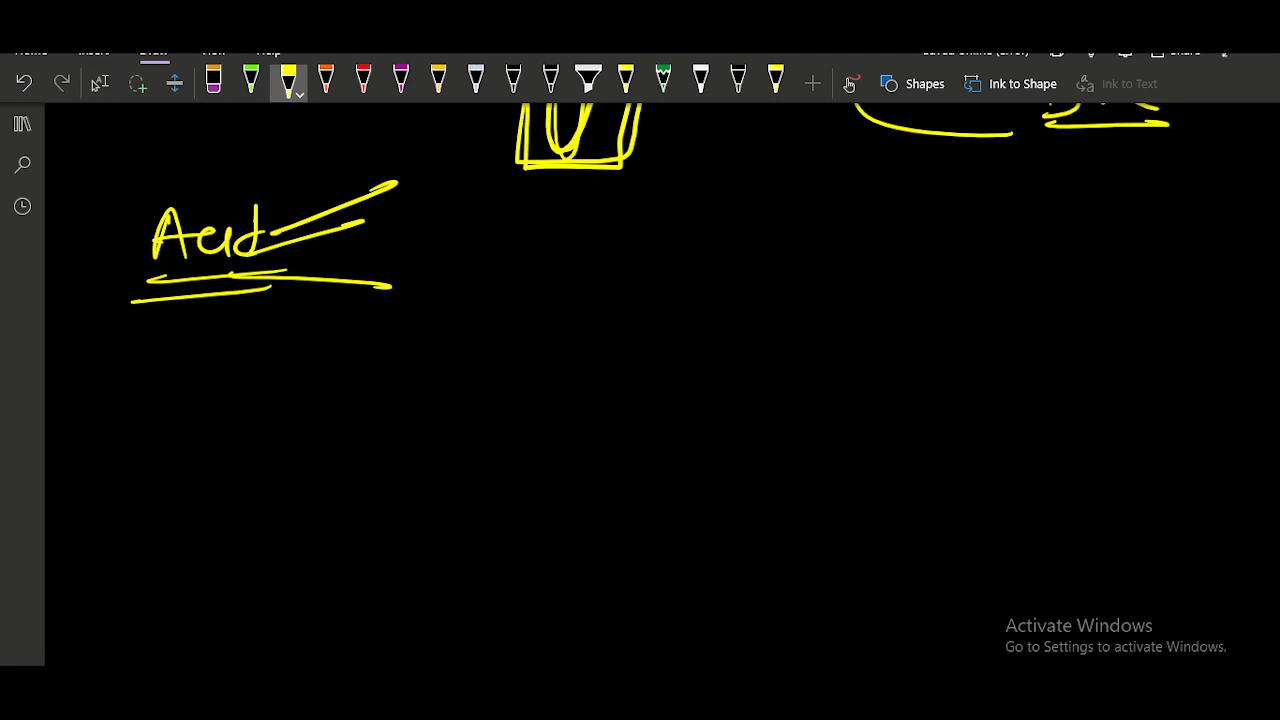 Shapes
Ink to Shape
Ink to Text
Acid
Activate Windows
Go to Settings to activate Windows.